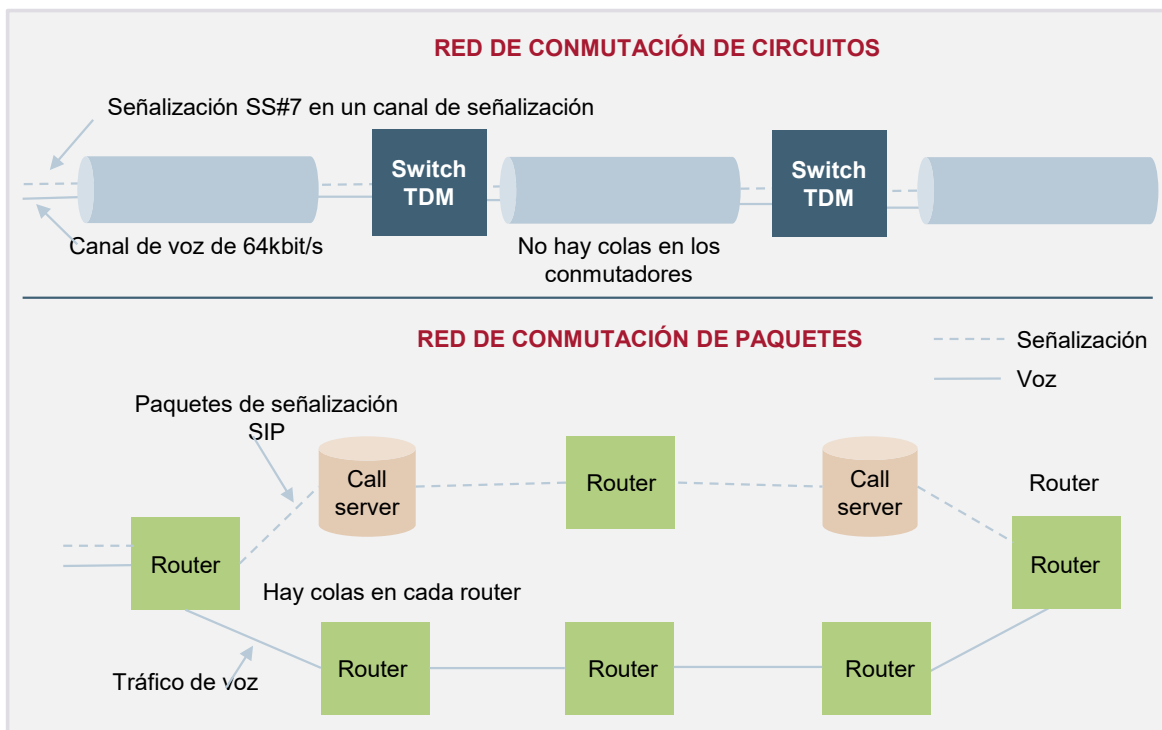 RED DE CONMUTACIÓN DE CIRCUITOS
Señalización SS#7 en un canal de señalización
Switch
TDM
Switch
TDM
Canal de voz de 64kbit/s
No hay colas en los
conmutadores
RED DE CONMUTACIÓN DE PAQUETES
Señalización
Voz
Paquetes de señalización
SIP
Call
server
Router
Call
server
Router
Router
Router
Hay colas en cada router
Router
Router
Router
Tráfico de voz